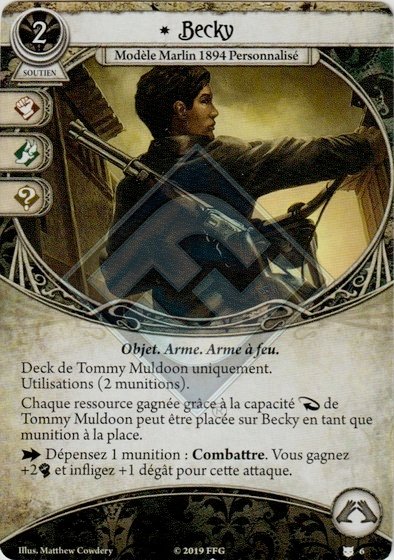 2
SOUTIEN
Becky
Modèle Marlin 1894 Personnalisé
Objet. Arme. Arme à feu.
Deck de Tommy Muldoon uniquement.
Utilisations (2 munitions).
Chaque ressource gagnée grâce à la capacité de
Tommy Muldoon peut être placée sur Becky en tant que
munition à la place.
Dépensez 1 munition : Combattre. Vous gagnez
+2 et infligez +1 dégât pour cette attaque.
Illus. Matthew Cowdery
© 2019 FFG
6